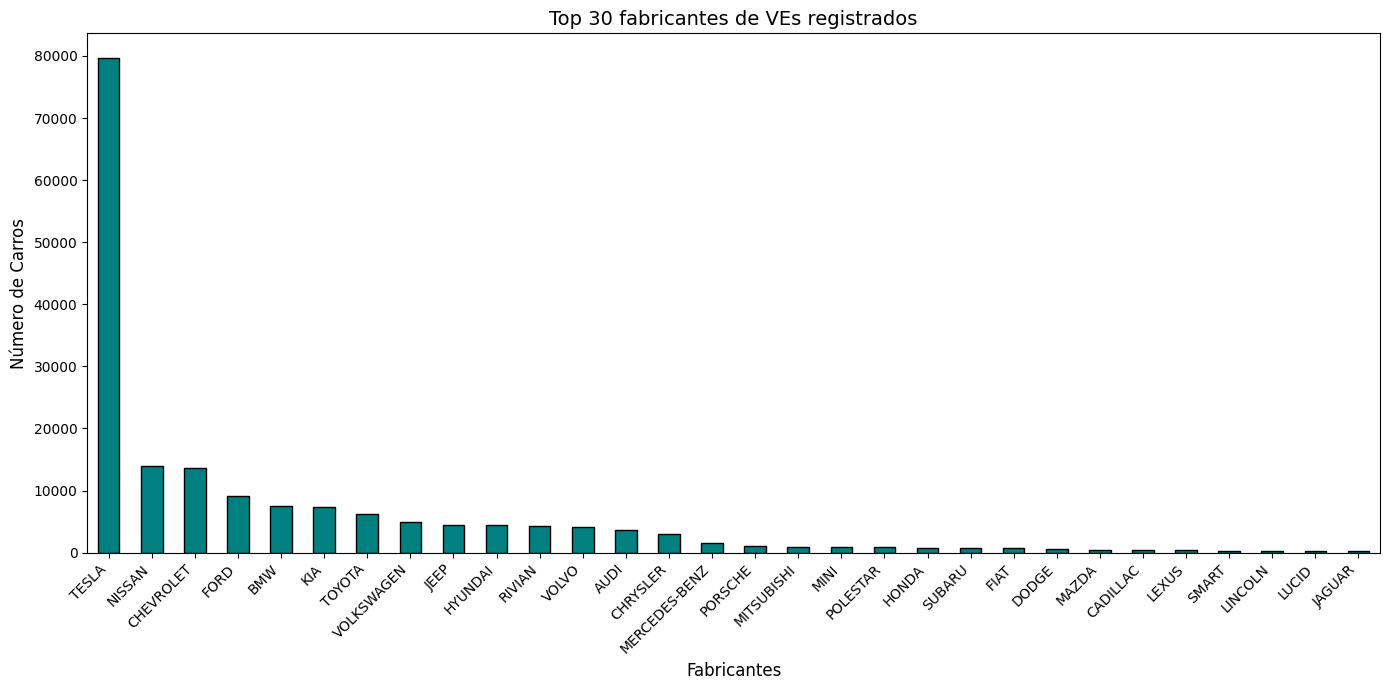 Top 30 fabricantes de VEs registrados
Número de Carros
80000
70000
60000
50000
40000
30000
20000
10000
0
TESLA
NISSAN
CHEVROLET
FORD
BMW
KIA
TOYOTA
VOLKSWAGEN
JEEP
HYUNDAI
RIVIAN
VOLVO
AUDI
CHRYSLER
MERCEDES-BENZ
PORSCHE
MITSUBISHI
MINI
POLESTAR
HONDA
SUBARU
FIAT
DODGE
MAZDA
CADILLAC
LEXUS
SMART
LINCOLN
LUCID
JAGUAR
Fabricantes